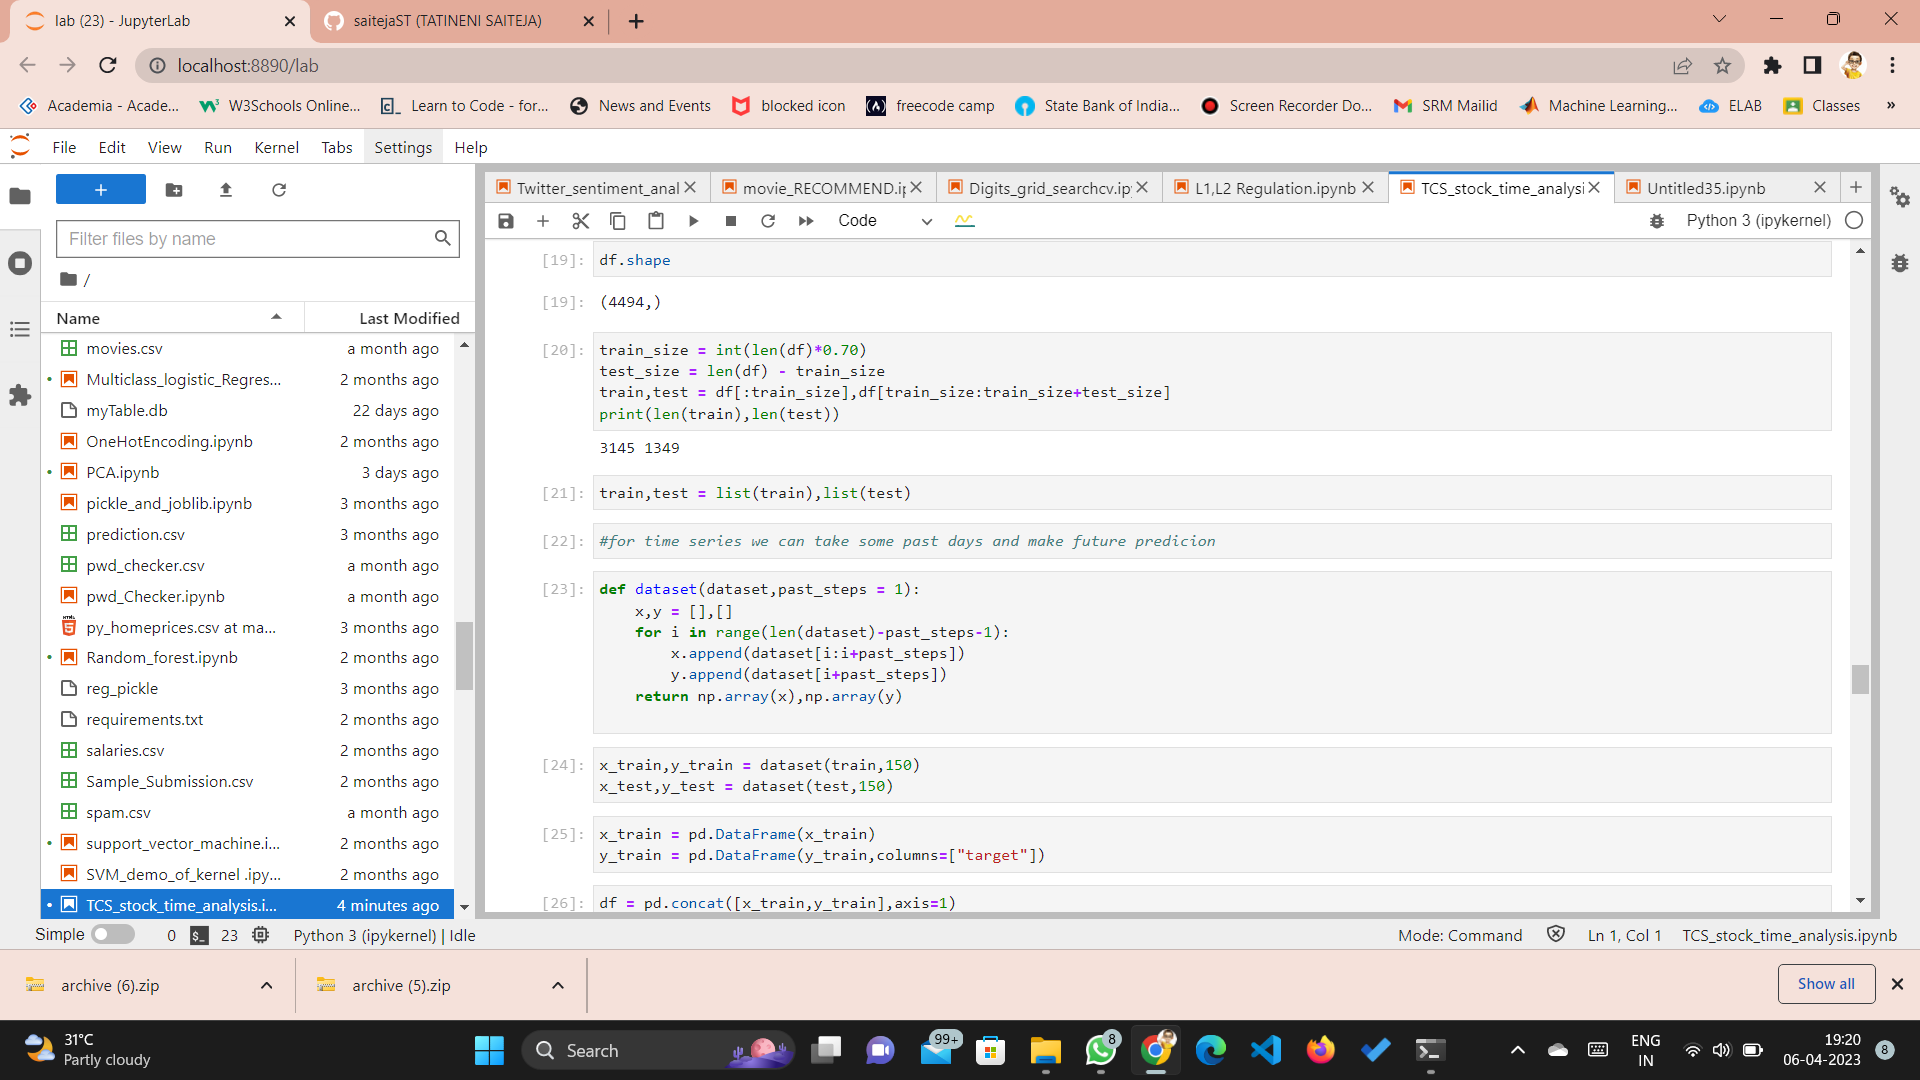 lab (23) - JupyterLab
saitejaST (TATINENI SAITEJA)
localhost:8890/lab
Academia - Acade...
W3Schools Online...
Learn to Code - for...
News and Events
blocked icon
freecode camp
State Bank of India...
Screen Recorder Do...
SRM Mailid
Machine Learning...
ELAB
Classes
»
File Edit View Run Kernel Tabs Settings Help
Filter files by name
/
Name Last Modified
movies.csv a month ago
Multiclass_logistic_Regres... 2 months ago
myTable.db 22 days ago
OneHotEncoding.ipynb 2 months ago
PCA.ipynb 3 days ago
pickle_and_joblib.ipynb 3 months ago
prediction.csv 3 months ago
pwd_checker.csv a month ago
pwd_Checker.ipynb a month ago
py_homeprices.csv at ma... 3 months ago
Random_forest.ipynb 2 months ago
reg_pickle 3 months ago
requirements.txt 2 months ago
salaries.csv 2 months ago
Sample_Submission.csv 2 months ago
spam.csv a month ago
support_vector_machine.i... 2 months ago
SVM_demo_of_kernel .ipy... 2 months ago
TCS_stock_time_analysis.i... 4 minutes ago
Twitter_sentiment_anal
movie_RECOMMEND.i
Digits_grid_searchcv.ip
L1,L2 Regulation.ipynb
TCS_stock_time_analysi
Untitled35.ipynb
Code
Python 3 (ipykernel)
[19]: df.shape
[19]: (4494,)
[20]: train_size = int(len(df)*0.70)
test_size = len(df) - train_size
train,test = df[:train_size],df[train_size:train_size+test_size]
print(len(train),len(test))
3145 1349
[21]: train,test = list(train),list(test)
[22]: #for time series we can take some past days and make future predicion
[23]: def dataset(dataset,past_steps = 1):
x,y = [],[]
for i in range(len(dataset)-past_steps-1):
x.append(dataset[i:i+past_steps])
y.append(dataset[i+past_steps])
return np.array(x),np.array(y)
[24]: x_train,y_train = dataset(train,150)
x_test,y_test = dataset(test,150)
[25]: x_train = pd.DataFrame(x_train)
y_train = pd.DataFrame(y_train,columns=["target"])
[26]: df = pd.concat([x_train,y_train],axis=1)
Simple 0 $_ 23 Python 3 (ipykernel) | Idle
Mode: Command Ln 1, Col 1 TCS_stock_time_analysis.ipynb
archive (6).zip
archive (5).zip
Show all
31°C
Partly cloudy
Search
99+
8
ENG
IN
19:20
06-04-2023
8